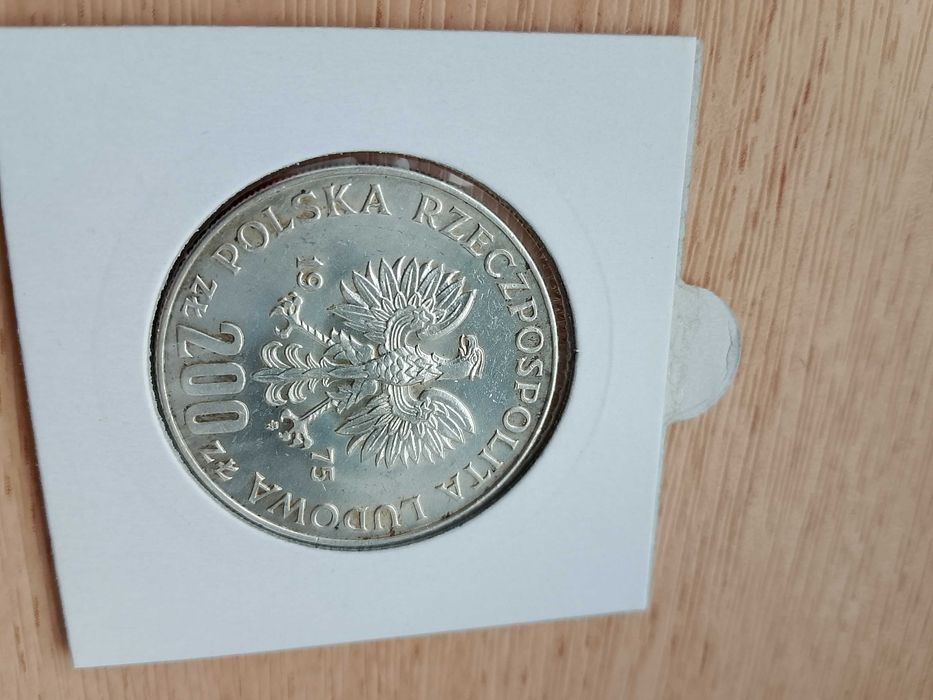 POLSKA RZECZPOSPOLITA LUDOWA
19 75
zł 200 zł